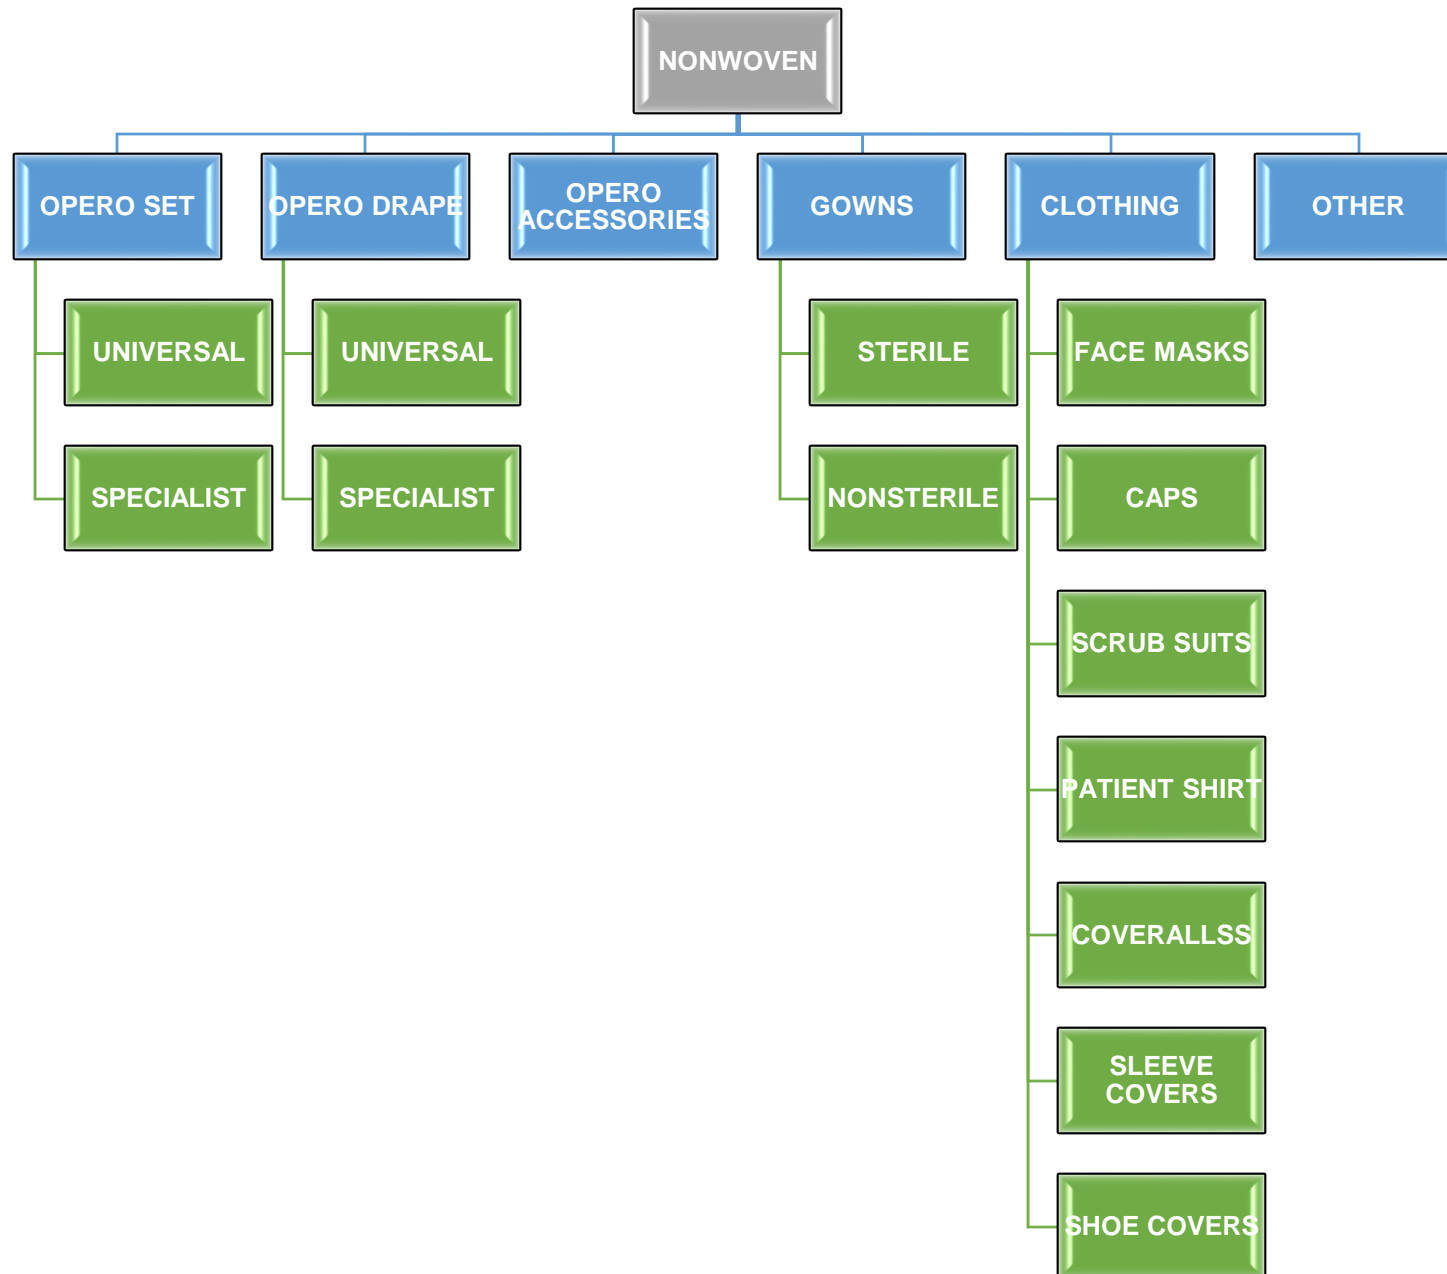 NONWOVEN
OPERO SET
OPERO DRAPE
OPERO
ACCESSORIES
GOWNS
CLOTHING
OTHER
UNIVERSAL
SPECIALIST
UNIVERSAL
SPECIALIST
STERILE
NONSTERILE
FACE MASKS
CAPS
SCRUB SUITS
PATIENT SHIRT
COVERALLSS
SLEEVE
COVERS
SHOE COVERS